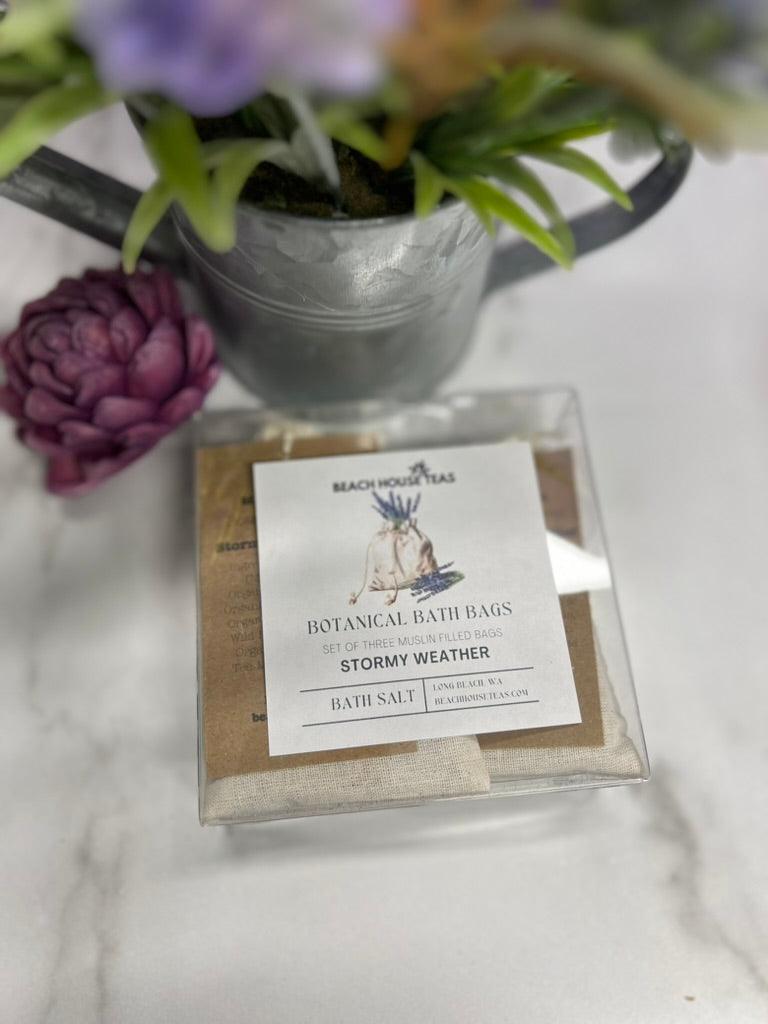 BEACH HOUSE TEAS
BOTANICAL BATH BAGS
SET OF THREE MUSLIN FILLED BAGS
STORMY WEATHER
BATH SALT
LONG BEACH, WA
BEACHHOUSETEAS.COM